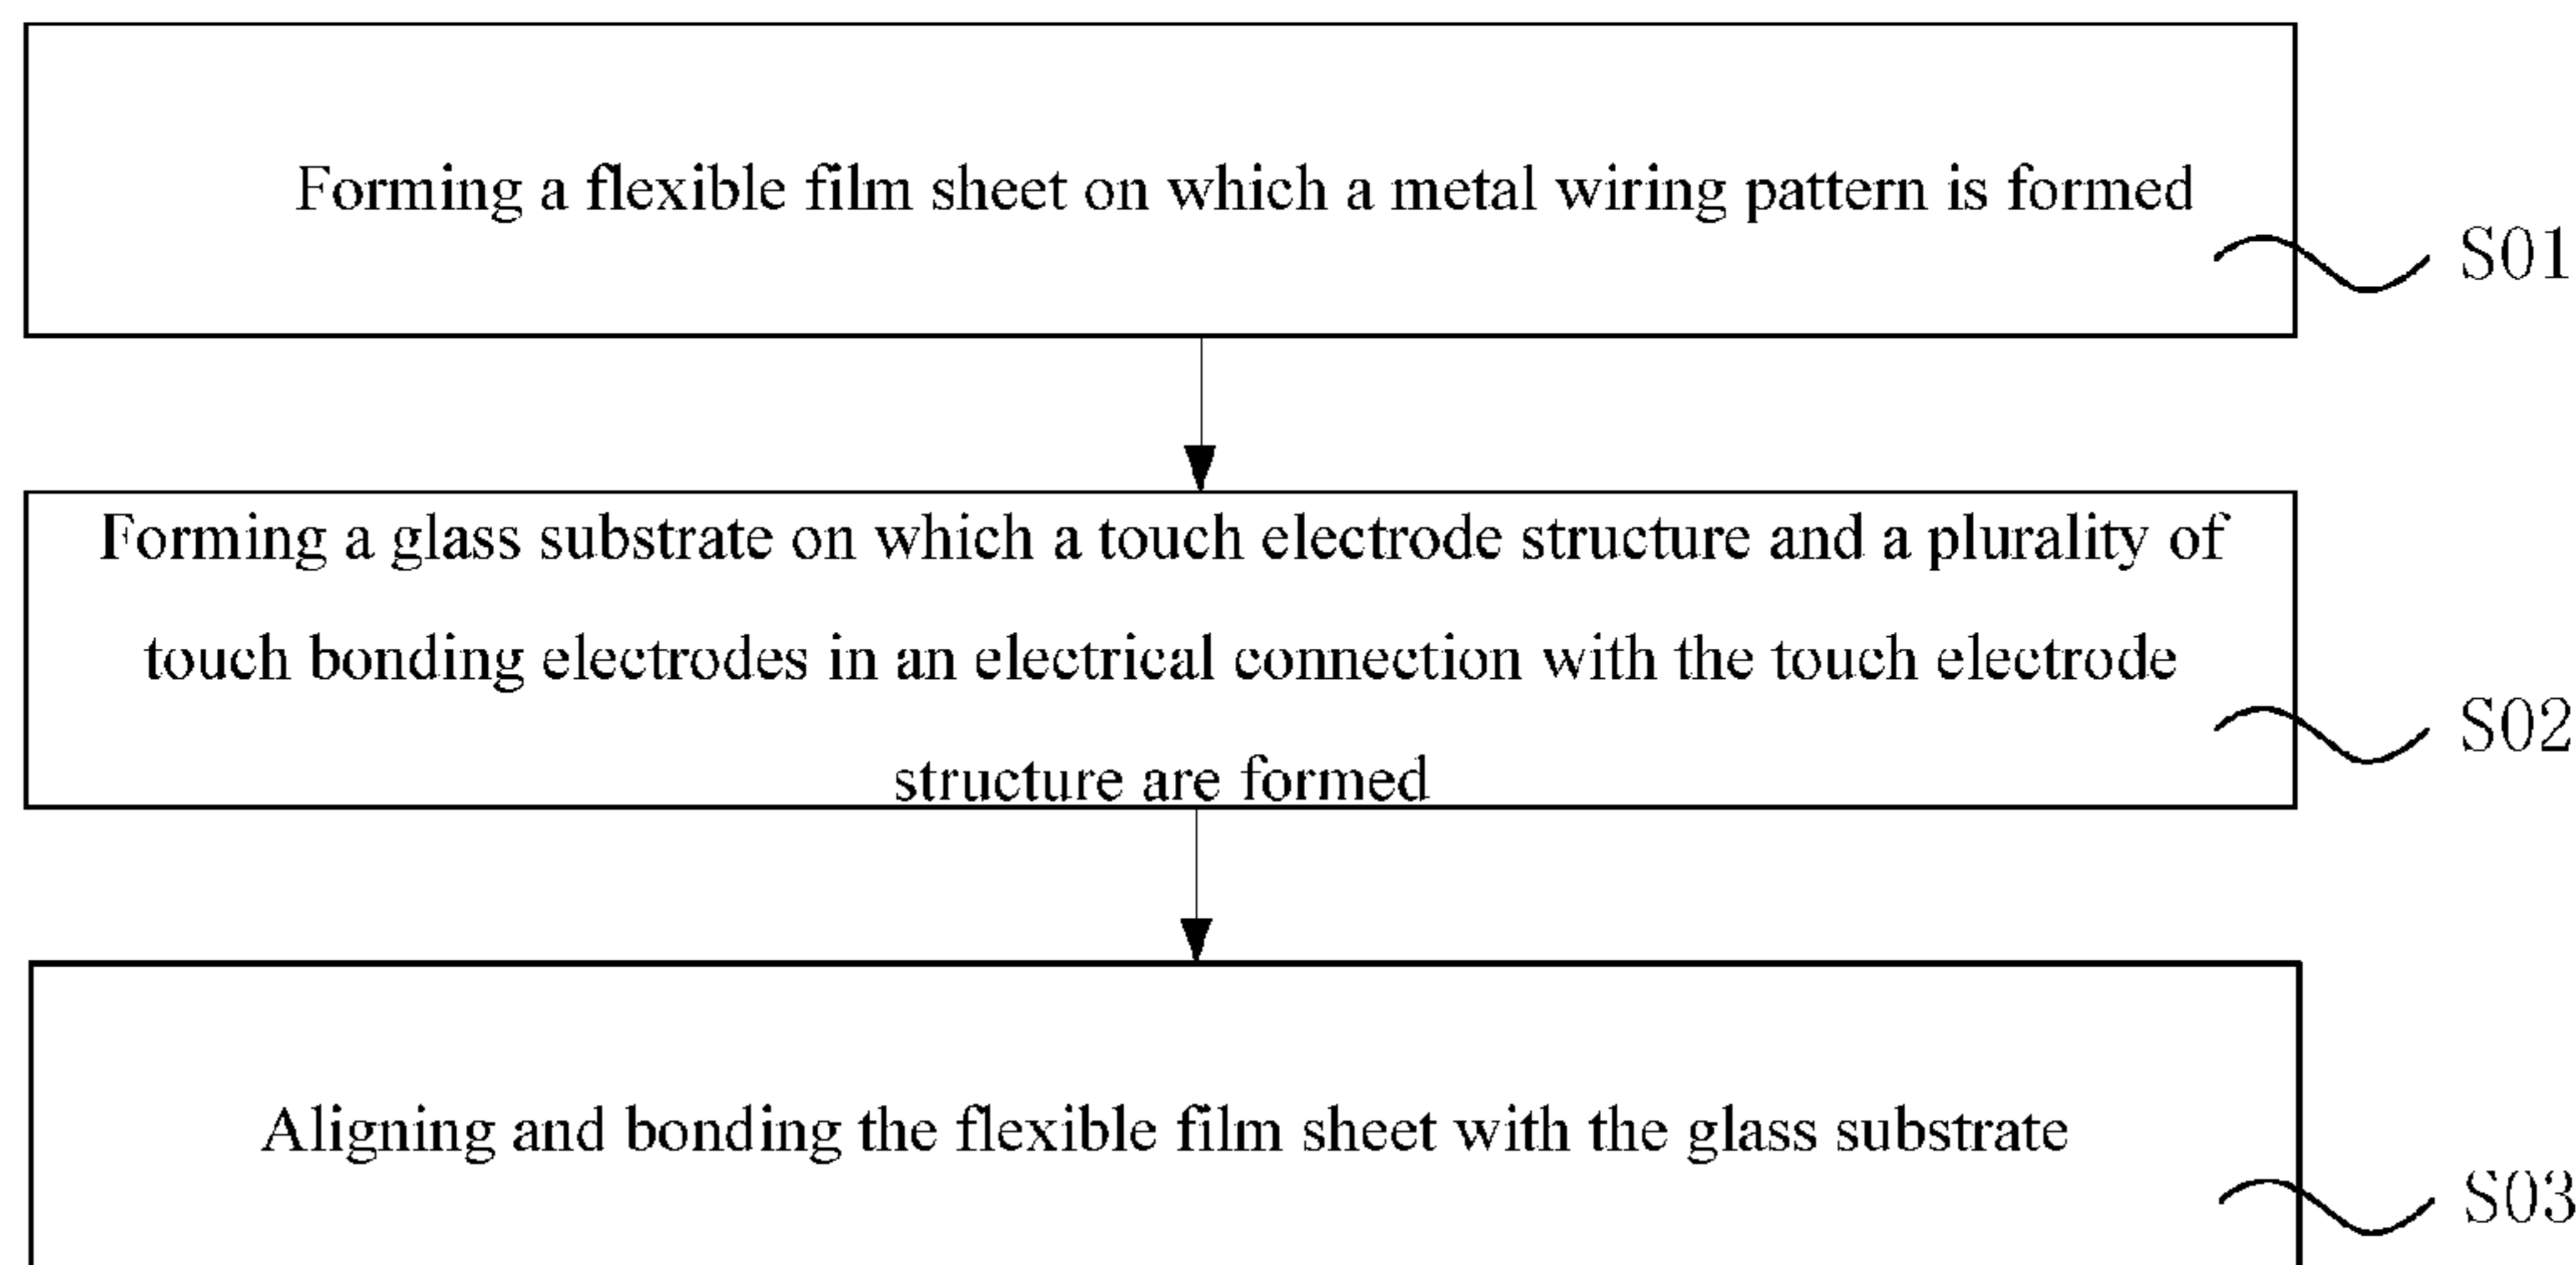 Forming a flexible film sheet on which a metal wiring pattern is formed
S01
Forming a glass substrate on which a touch electrode structure and a plurality of
touch bonding electrodes in an electrical connection with the touch electrode
structure are formed
S02
Aligning and bonding the flexible film sheet with the glass substrate
S03